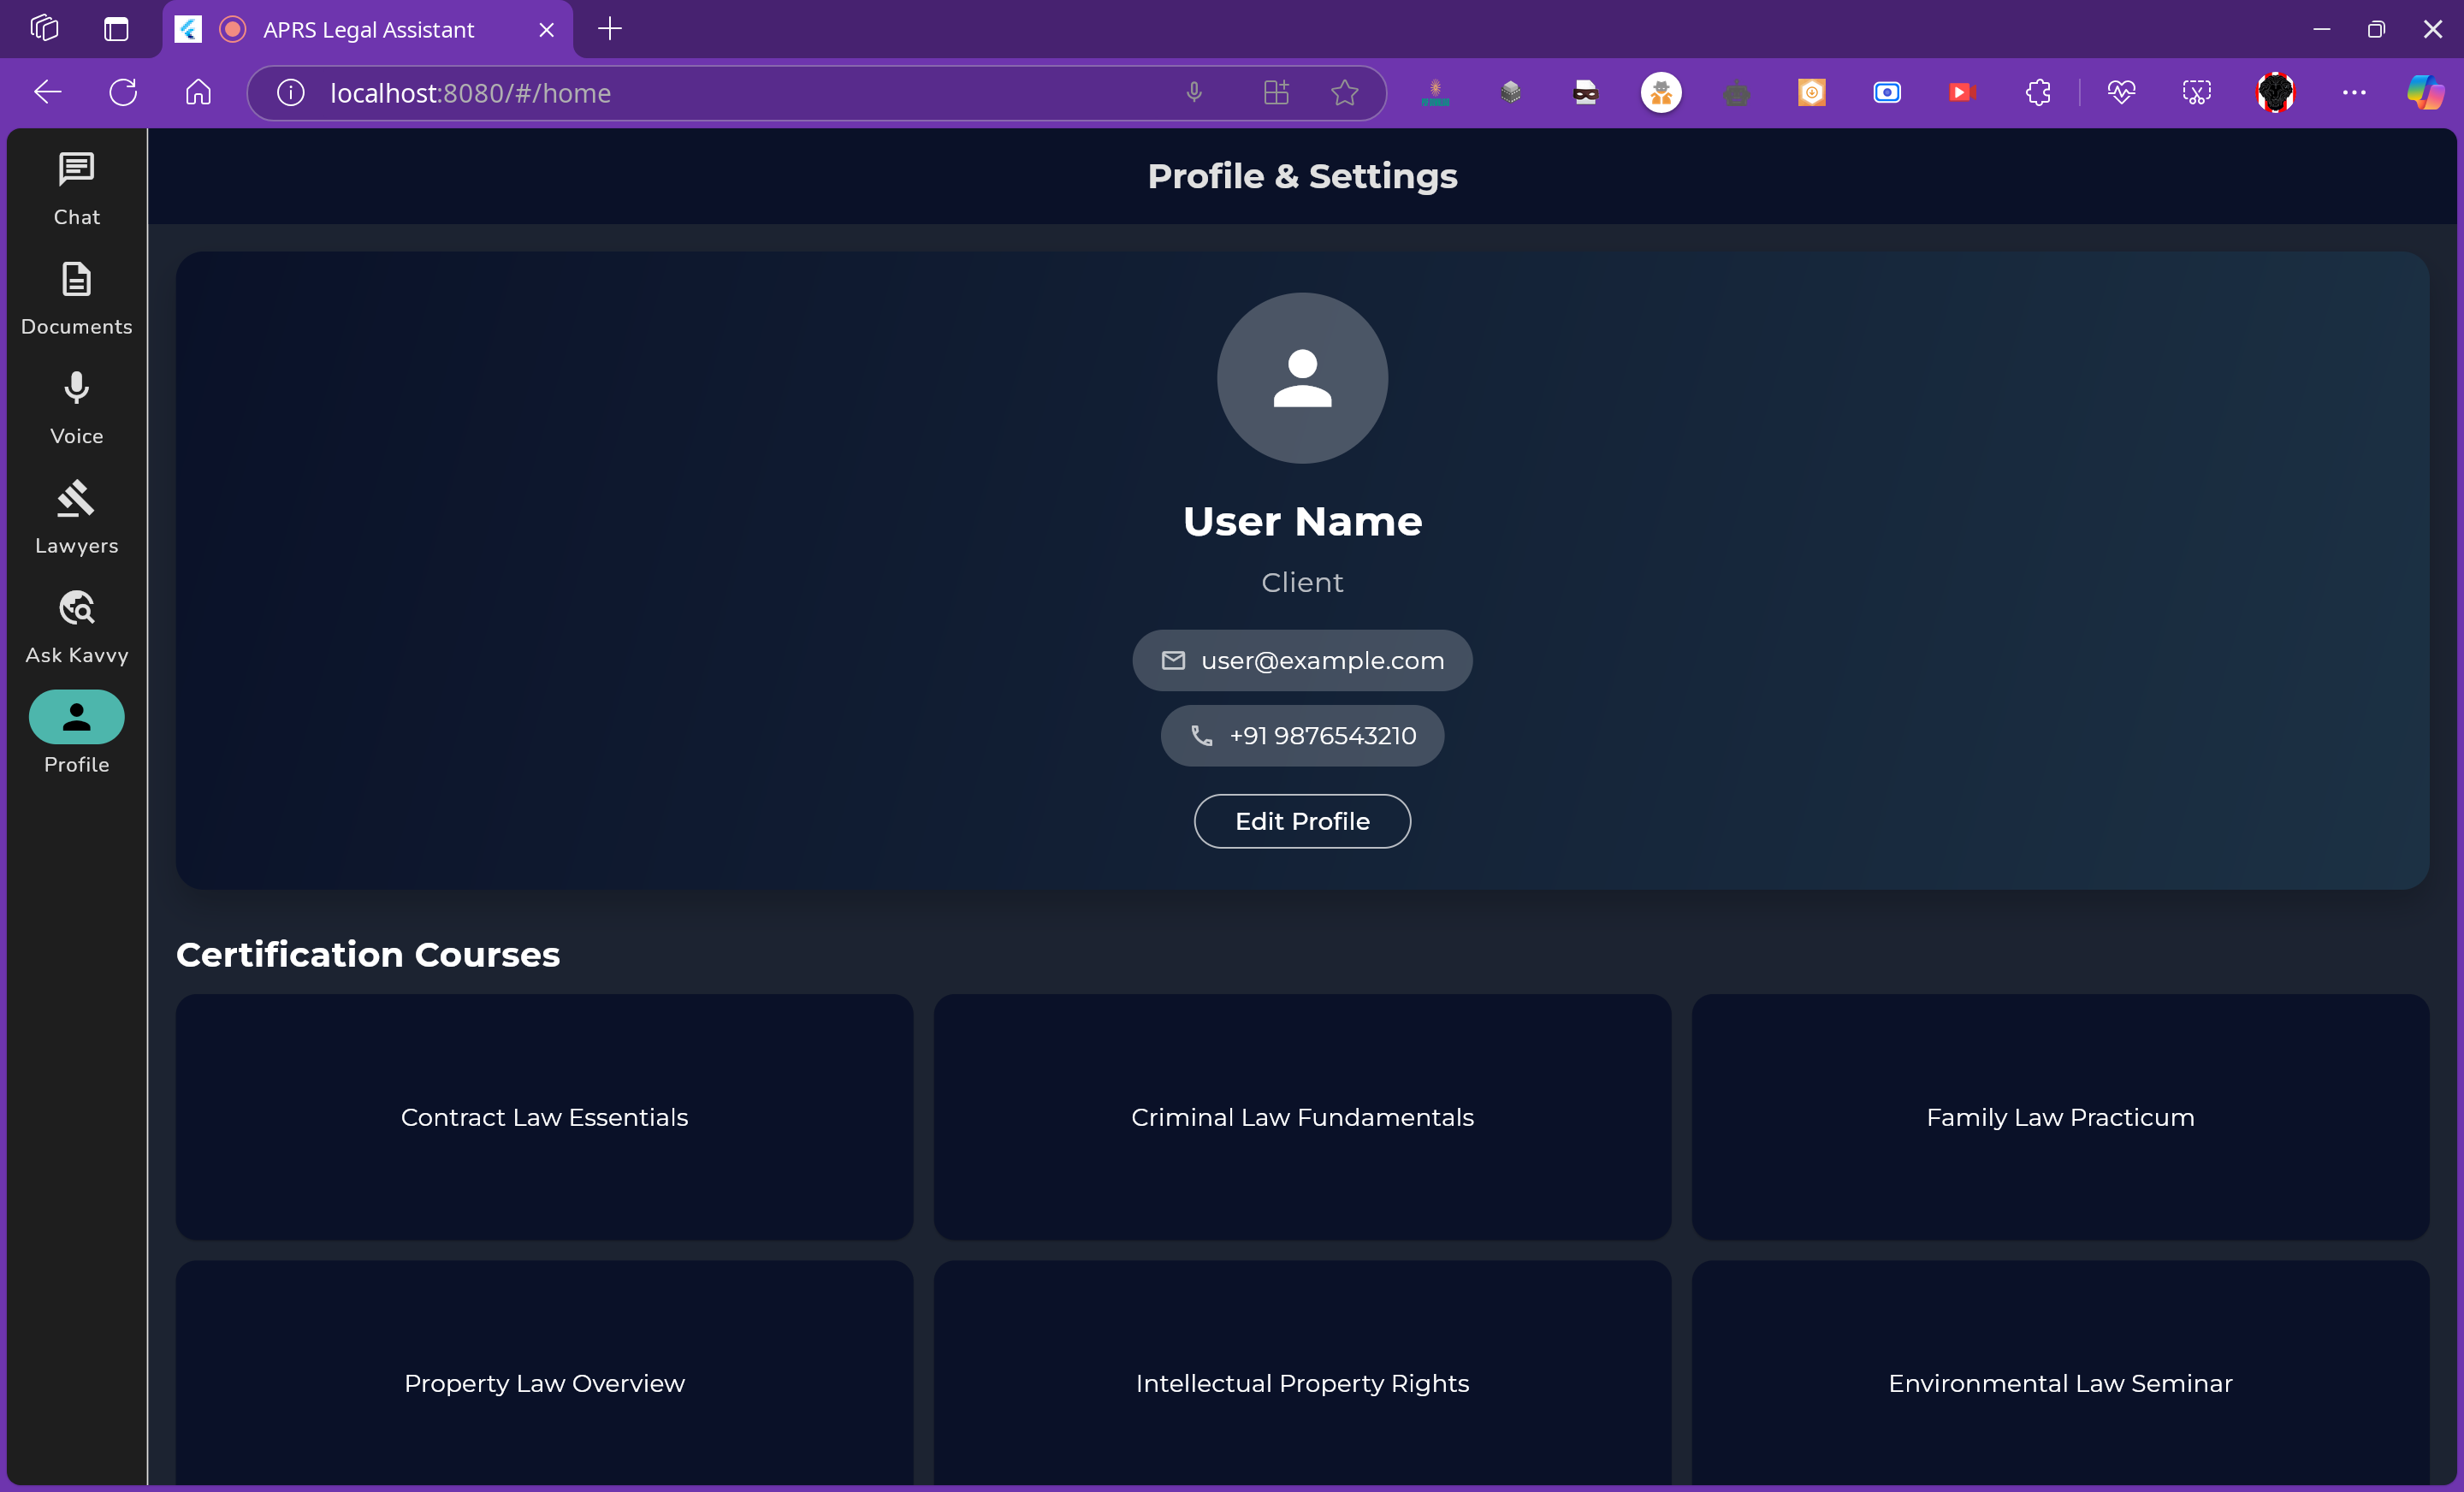 APRS Legal Assistant
localhost:8080/#/home
Chat
Documents
Voice
Lawyers
Ask Kavvy
Profile
Profile & Settings
User Name
Client
user@example.com
+91 9876543210
Edit Profile
Certification Courses
Contract Law Essentials
Criminal Law Fundamentals
Family Law Practicum
Property Law Overview
Intellectual Property Rights
Environmental Law Seminar